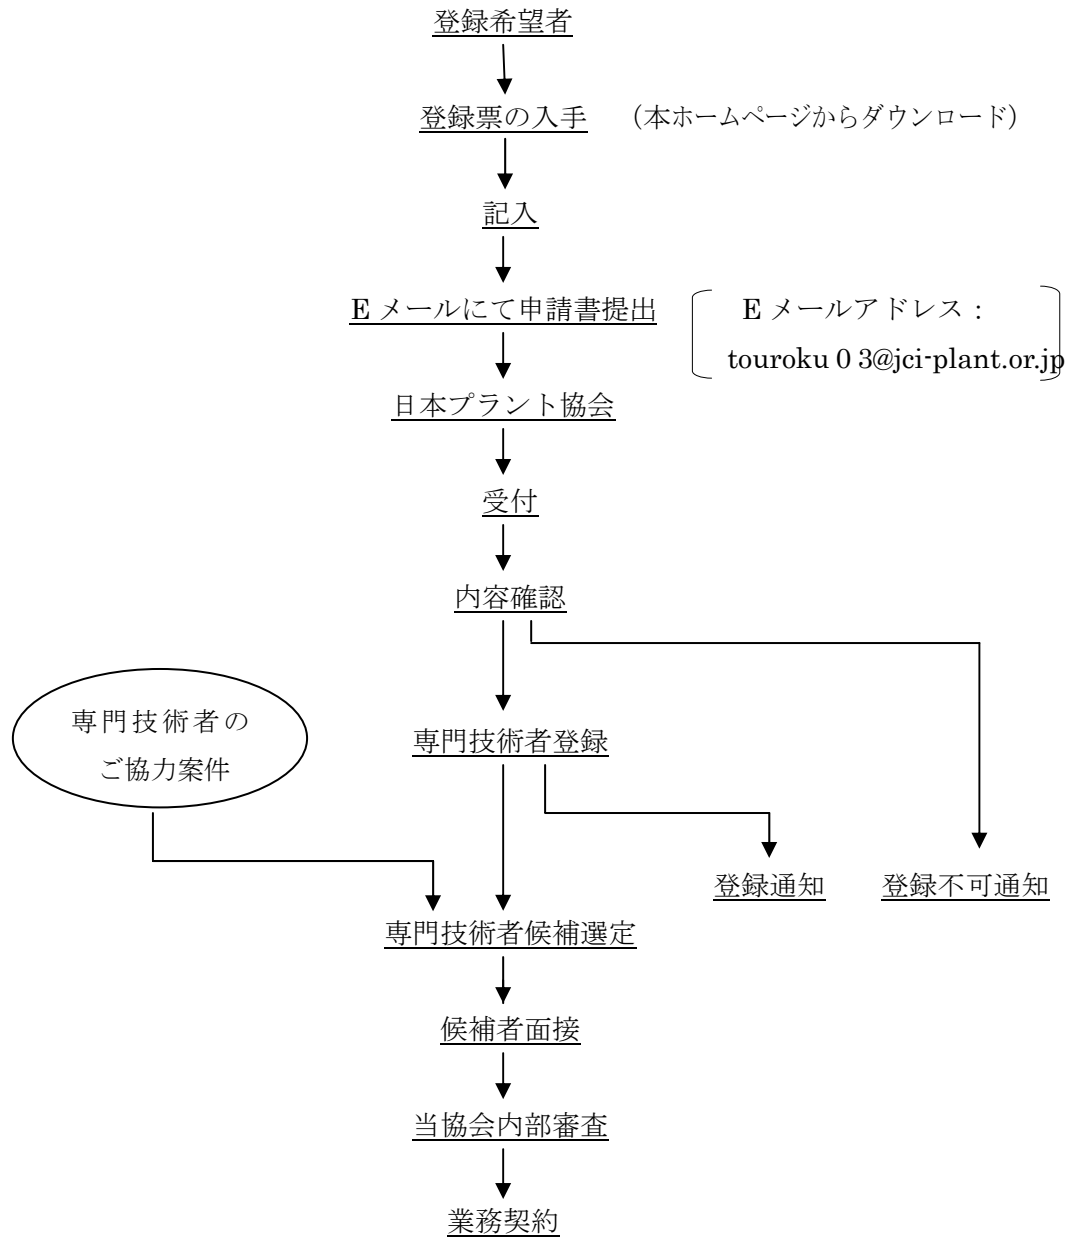 登録希望者
登録票の入手 （本ホームページからダウンロード）
記入
E メールにて申請書提出
E メールアドレス：
touroku 0 3@jci-plant.or.jp
日本プラント協会
受付
内容確認
専門技術者の
ご協力案件
専門技術者登録
登録通知
登録不可通知
専門技術者候補選定
候補者面接
当協会内部審査
業務契約